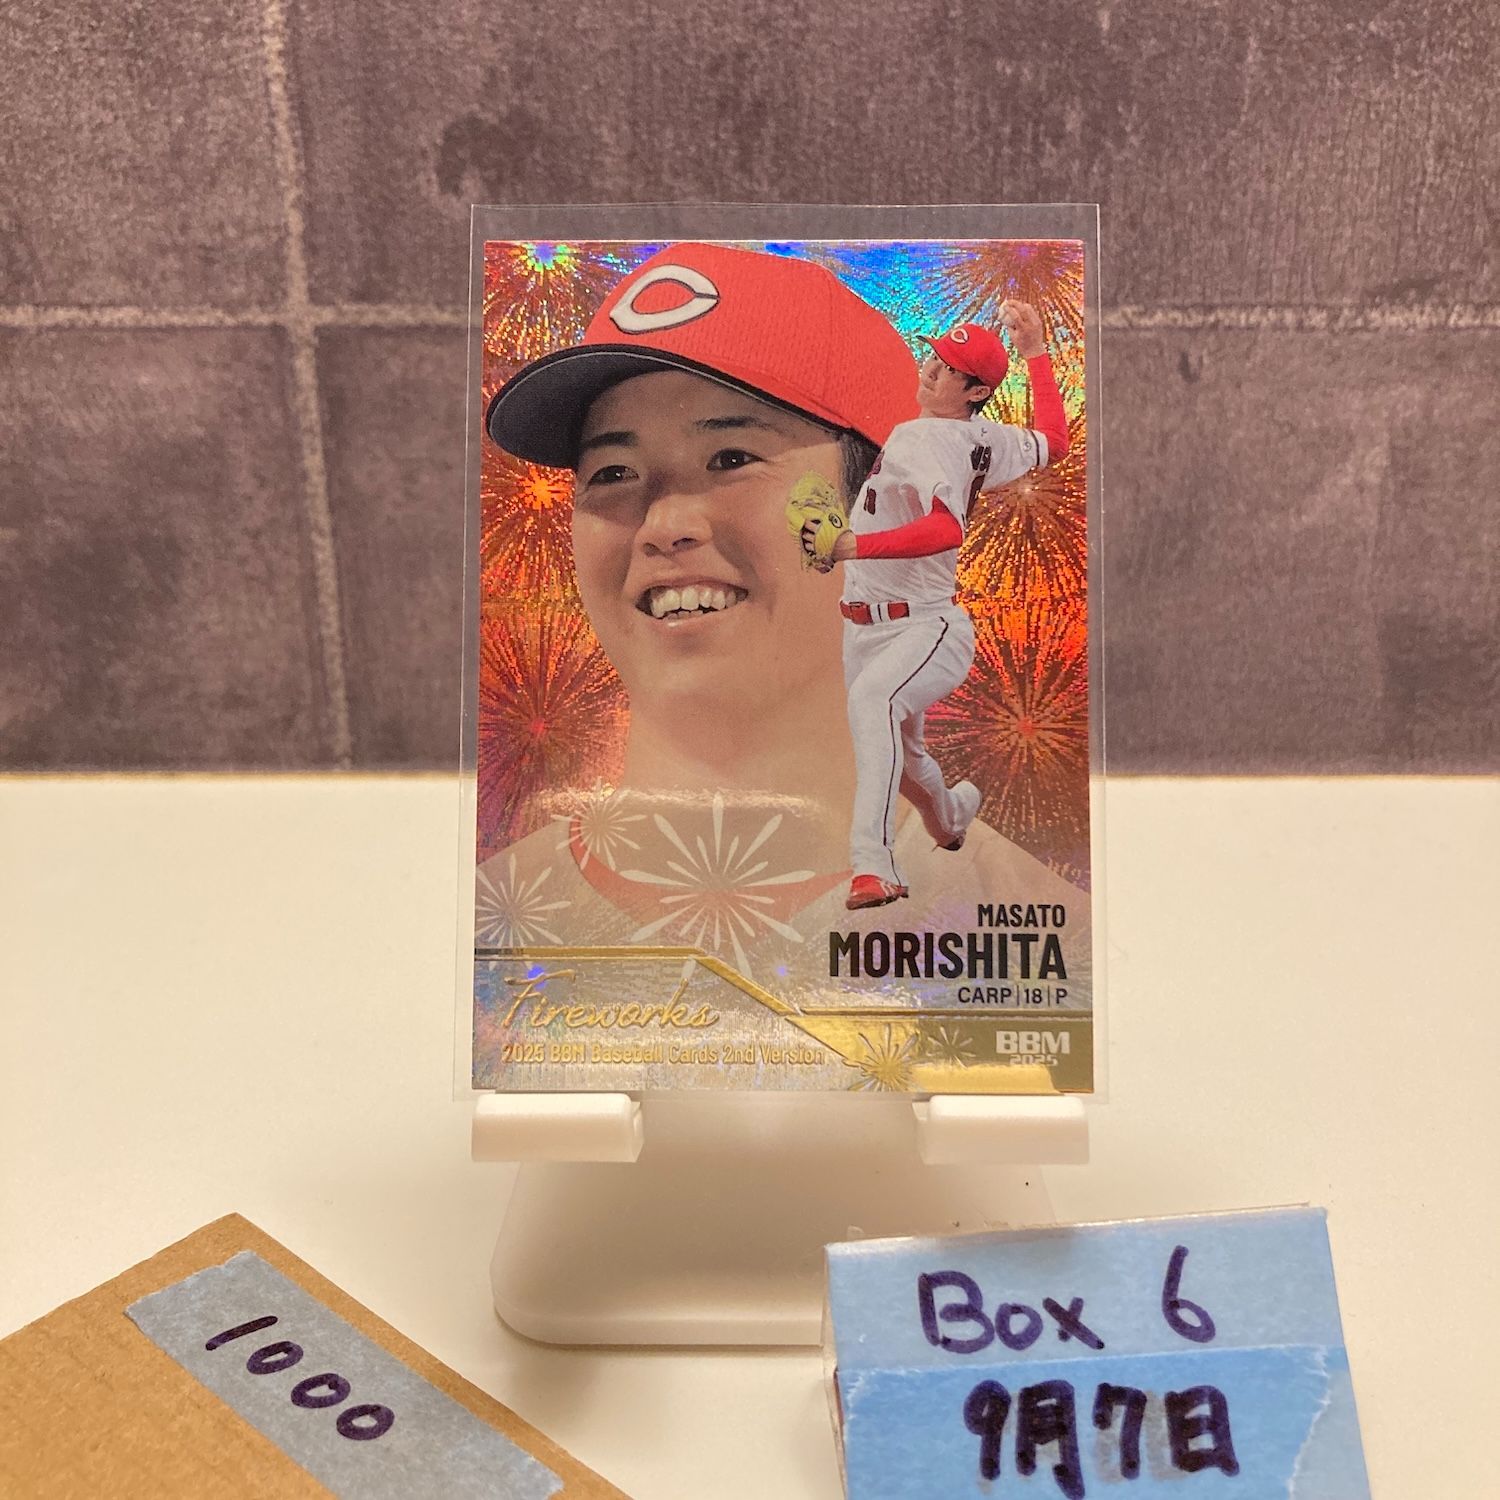 MASATO
MORISHITA
CARP|18|P
Fireworks
2025 BBM Baseball Cards 2nd Version
BBM
2025
1000
Box 6
9月7日